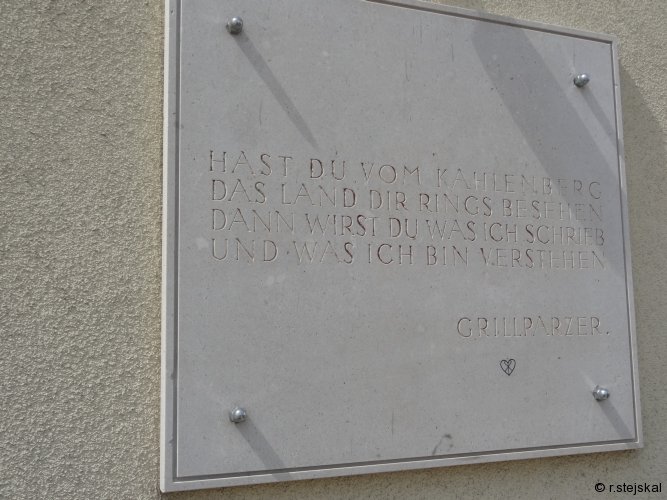 HAST DU VOM KAHLENBERG
DAS LAND DIR RINGS BESEHEN
DANN WIRST DU WAS ICH SCHRIEB
UND WAS ICH BIN VERSTEHEN
GRILLPARZER.
© r.stejskal